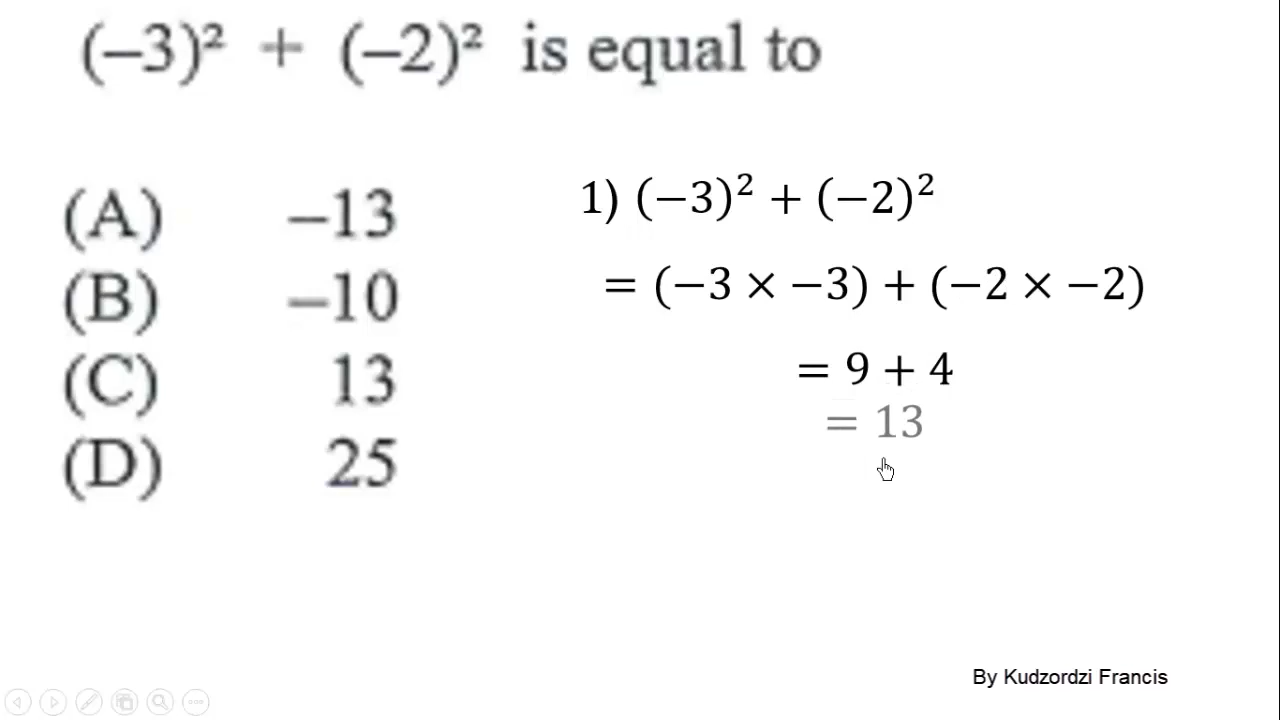 (–3)² + (–2)² is equal to
(A) –13
(B) –10
(C) 13
(D) 25
1) (−3)² + (−2)²
= (−3 × −3) + (−2 × −2)
= 9 + 4
= 13
By Kudzordzi Francis